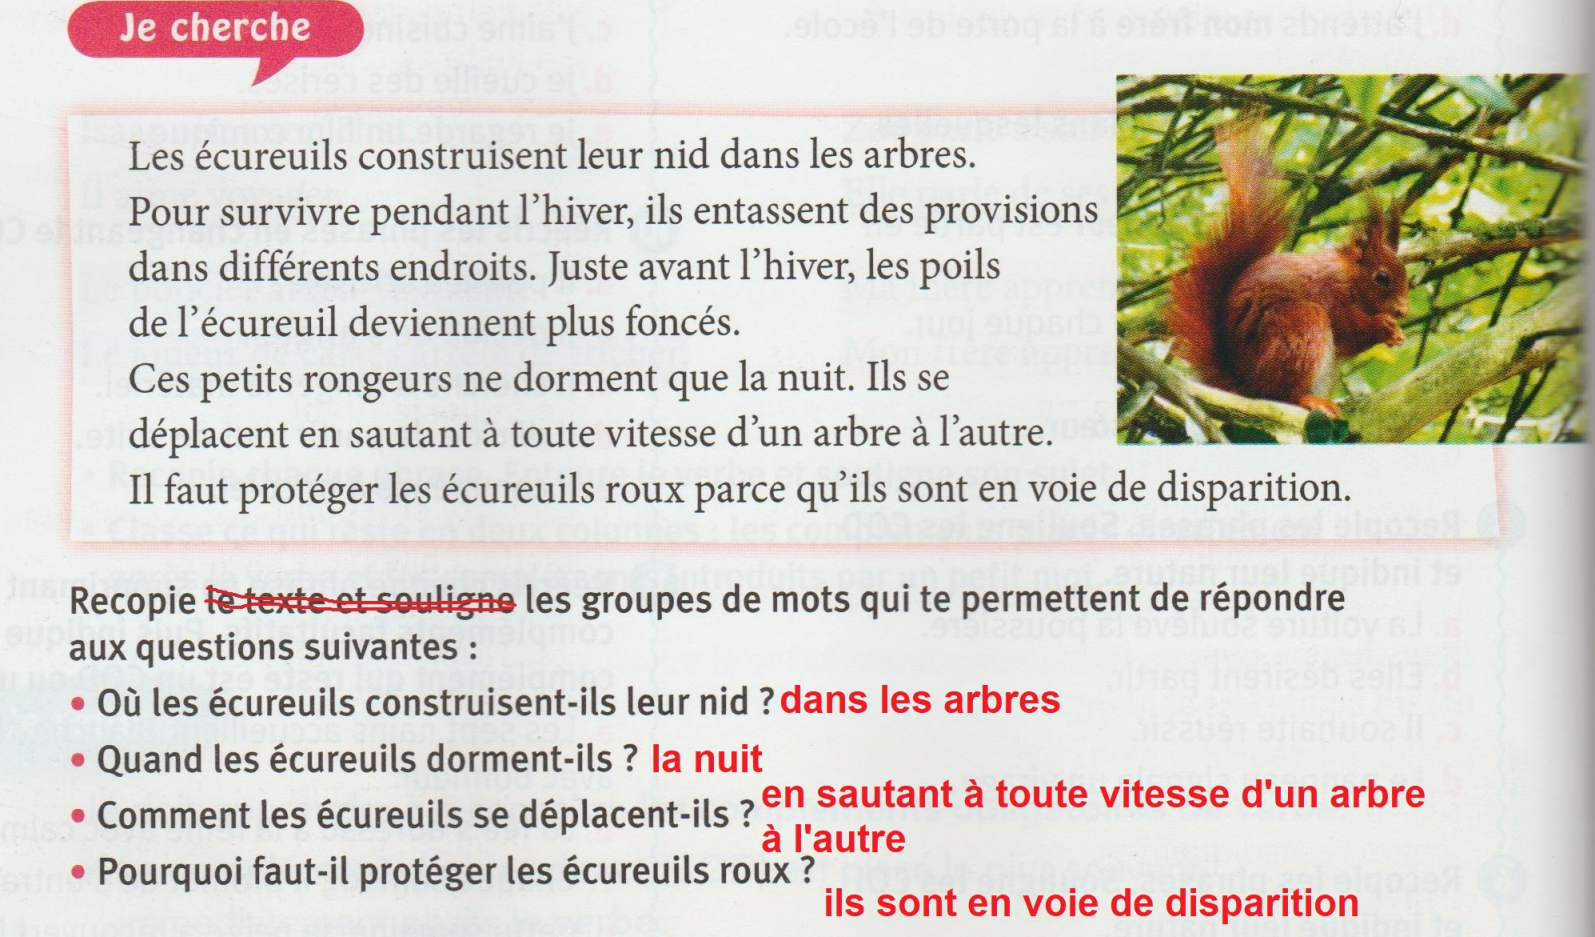 Je cherche
Les écureuils construisent leur nid dans les arbres.
Pour survivre pendant l'hiver, ils entassent des provisions
dans différents endroits. Juste avant l'hiver, les poils
de l'écureuil deviennent plus foncés.
Ces petits rongeurs ne dorment que la nuit. Ils se
déplacent en sautant à toute vitesse d'un arbre à l'autre.
Il faut protéger les écureuils roux parce qu'ils sont en voie de disparition.
Recopie le texte et souligne les groupes de mots qui te permettent de répondre
aux questions suivantes :
• Où les écureuils construisent-ils leur nid ? dans les arbres
• Quand les écureuils dorment-ils ? la nuit
• Comment les écureuils se déplacent-ils ? en sautant à toute vitesse d'un arbre
à l'autre
• Pourquoi faut-il protéger les écureuils roux ?
ils sont en voie de disparition